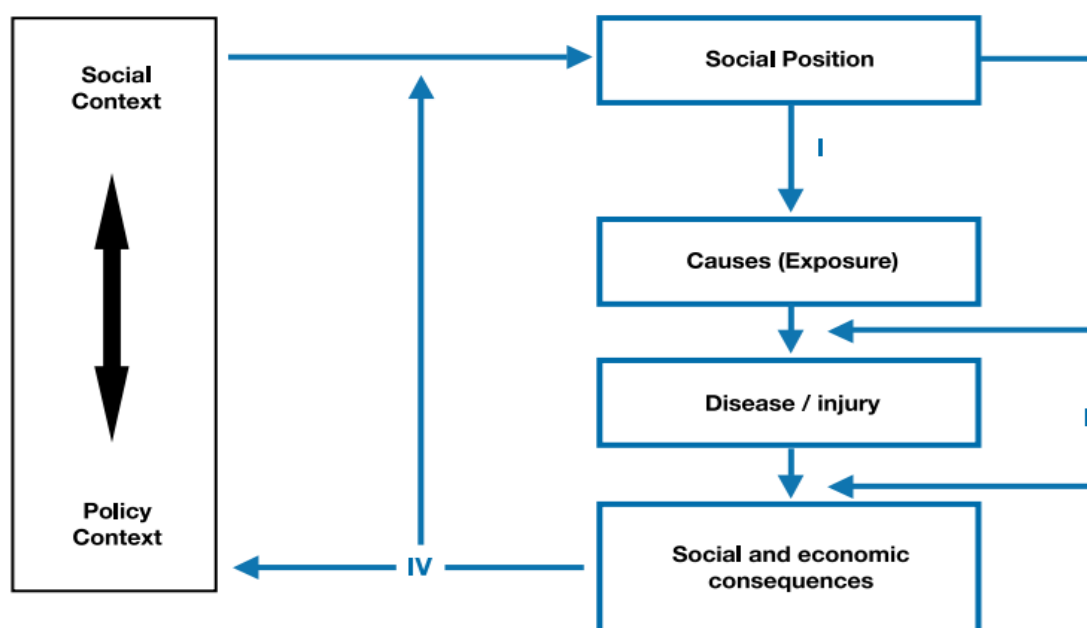 Social
Context
Policy
Context
Social Position
I
Causes (Exposure)
Disease / injury
Social and economic
consequences
IV